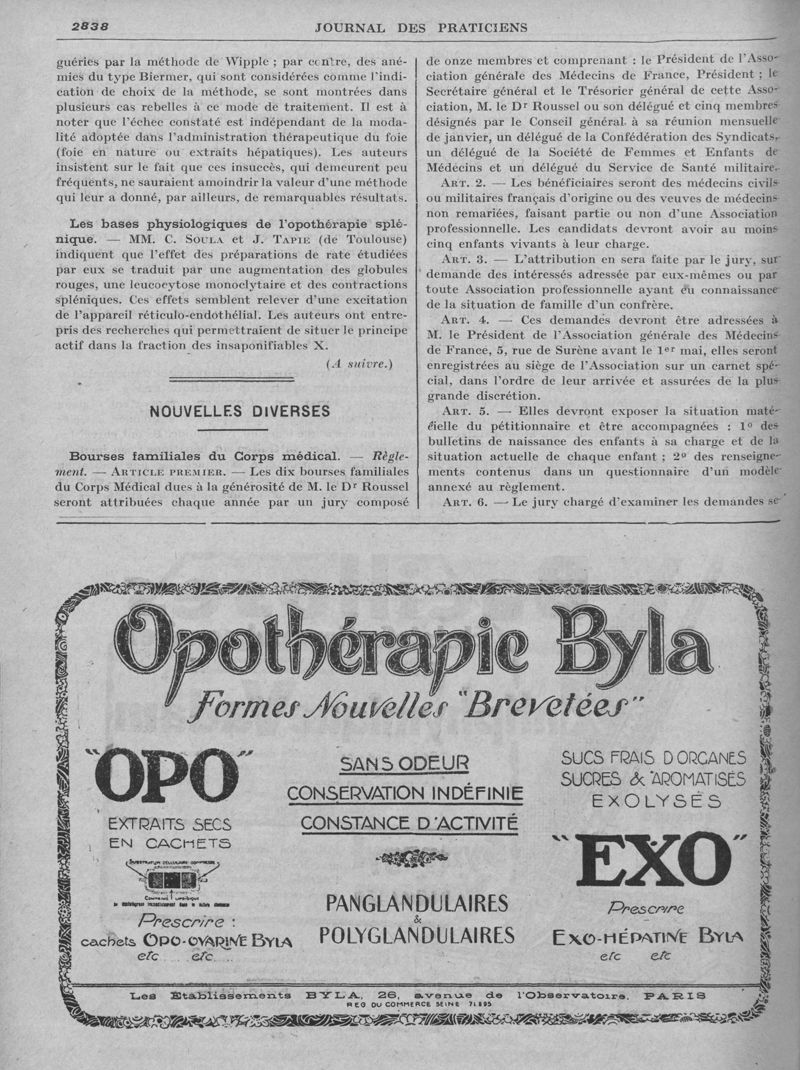 2838
JOURNAL DES PRATICIENS
guéries par la méthode de Wipple ; par contre, des ané-
mies du type Biermer, qui sont considérées comme l'indi-
cation de choix de la méthode, se sont montrées dans
plusieurs cas rebelles à ce mode de traitement. Il est à
noter que l'échec constaté est indépendant de la moda-
lité adoptée dans l'administration thérapeutique du foie
(foie en nature ou extraits hépatiques). Les auteurs
insistent sur le fait que ces insuccès, qui demeurent peu
fréquents, ne sauraient amoindrir la valeur d'une méthode
qui leur a donné, par ailleurs, de remarquables résultats.
Les bases physiologiques de l'opothérapie splé-
nique. — MM. C. SOULA et J. TAPIE (de Toulouse)
indiquent que l'effet des préparations de rate étudiées
par eux se traduit par une augmentation des globules
rouges, une leucocytose monoclytaire et des contractions
spléniques. Ces effets semblent relever d'une excitation
de l'appareil réticulo-endothélial. Les auteurs ont entre-
pris des recherches qui permettraient de situer le principe
actif dans la fraction des insaponifiables X.
(A suivre.)
NOUVELLES DIVERSES
Bourses familiales du Corps médical. — Règle-
ment. — ARTICLE PREMIER. — Les dix bourses familiales
du Corps Médical dues à la générosité de M. le Dr Roussel
seront attribuées chaque année par un jury composé
de onze membres et comprenant : le Président de l'Asso-
ciation générale des Médecins de France, Président ; le
Secrétaire général et le Trésorier général de cette Asso-
ciation, M. le Dr Roussel ou son délégué et cinq membres
désignés par le Conseil général à sa réunion mensuelle
de janvier, un délégué de la Confédération des Syndicats,
un délégué de la Société de Femmes et Enfants de
Médecins et un délégué du Service de Santé militaire.
ART. 2. — Les bénéficiaires seront des médecins civils
ou militaires français d'origine ou des veuves de médecins
non remariées, faisant partie ou non d'une Association
professionnelle. Les candidats devront avoir au moins
cinq enfants vivants à leur charge.
ART. 3. — L'attribution en sera faite par le jury, sur
demande des intéressés adressée par eux-mêmes ou par
toute Association professionnelle ayant eu connaissance
de la situation de famille d'un confrère.
ART. 4. — Ces demandes devront être adressées à
M. le Président de l'Association générale des Médecins
de France, 5, rue de Surène avant le 1er mai, elles seront
enregistrées au siège de l'Association sur un carnet spé-
cial, dans l'ordre de leur arrivée et assurées de la plus
grande discrétion.
ART. 5. — Elles devront exposer la situation maté-
rielle du pétitionnaire et être accompagnées : 1° des
bulletins de naissance des enfants à sa charge et de la
situation actuelle de chaque enfant ; 2° des renseigne-
ments contenus dans un questionnaire d'un modèle
annexé au règlement.
ART. 6. — Le jury chargé d'examiner les demandes se
Opothérapie Byla
Formes Nouvelles "Brevetées"
"OPO"
EXTRAITS SECS
EN CACHETS
Prescrire :
cachets OPO-OVARINE BYLA
etc etc
SANS ODEUR
CONSERVATION INDÉFINIE
CONSTANCE D'ACTIVITÉ
PANGLANDULAIRES
&
POLYGLANDULAIRES
SUCS FRAIS D'ORGANES
SUCRÉS & AROMATISÉS
EXOLYSÉS
"EXO"
Prescrire
EXO-HÉPATINE BYLA
etc etc
Les Etablissements BYLA, 26, avenue de l'Observatoire, PARIS
REG DU COMMERCE SEINE 71.895